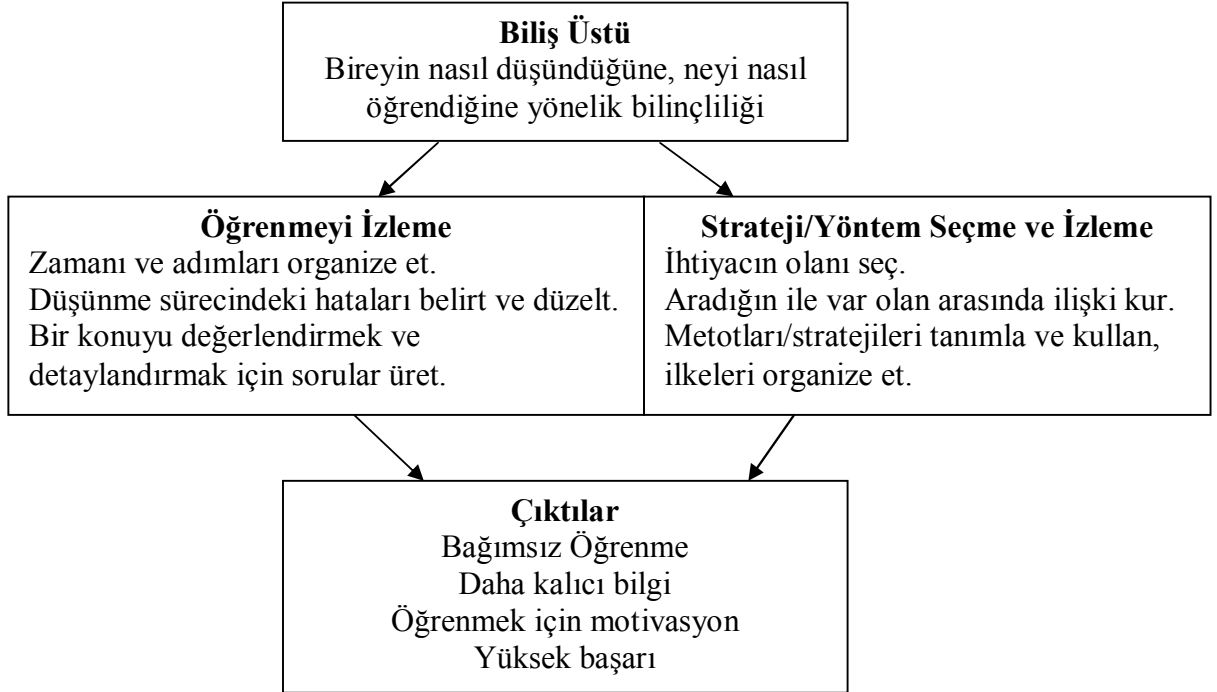 Biliş Üstü
Bireyin nasıl düşündüğüne, neyi nasıl
öğrendiğine yönelik bilinçliliği
Öğrenmeyi İzleme
Zamanı ve adımları organize et.
Düşünme sürecindeki hataları belirt ve düzelt.
Bir konuyu değerlendirmek ve
detaylandırmak için sorular üret.
Strateji/Yöntem Seçme ve İzleme
İhtiyacın olanı seç.
Aradığın ile var olan arasında ilişki kur.
Metotları/stratejileri tanımla ve kullan,
ilkeleri organize et.
Çıktılar
Bağımsız Öğrenme
Daha kalıcı bilgi
Öğrenmek için motivasyon
Yüksek başarı